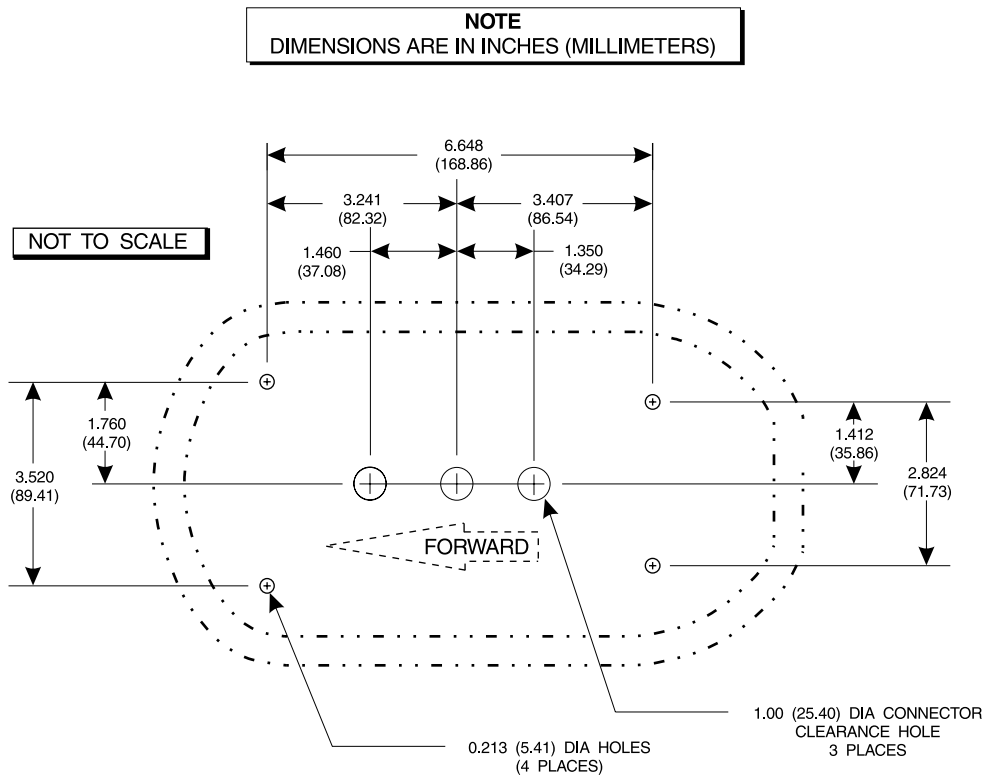 NOTE
DIMENSIONS ARE IN INCHES (MILLIMETERS)
6.648
(168.86)
3.241
(82.32)
3.407
(86.54)
NOT TO SCALE
1.460
(37.08)
1.350
(34.29)
1.760
(44.70)
1.412
(35.86)
3.520
(89.41)
2.824
(71.73)
FORWARD
1.00 (25.40) DIA CONNECTOR
CLEARANCE HOLE
3 PLACES
0.213 (5.41) DIA HOLES
(4 PLACES)